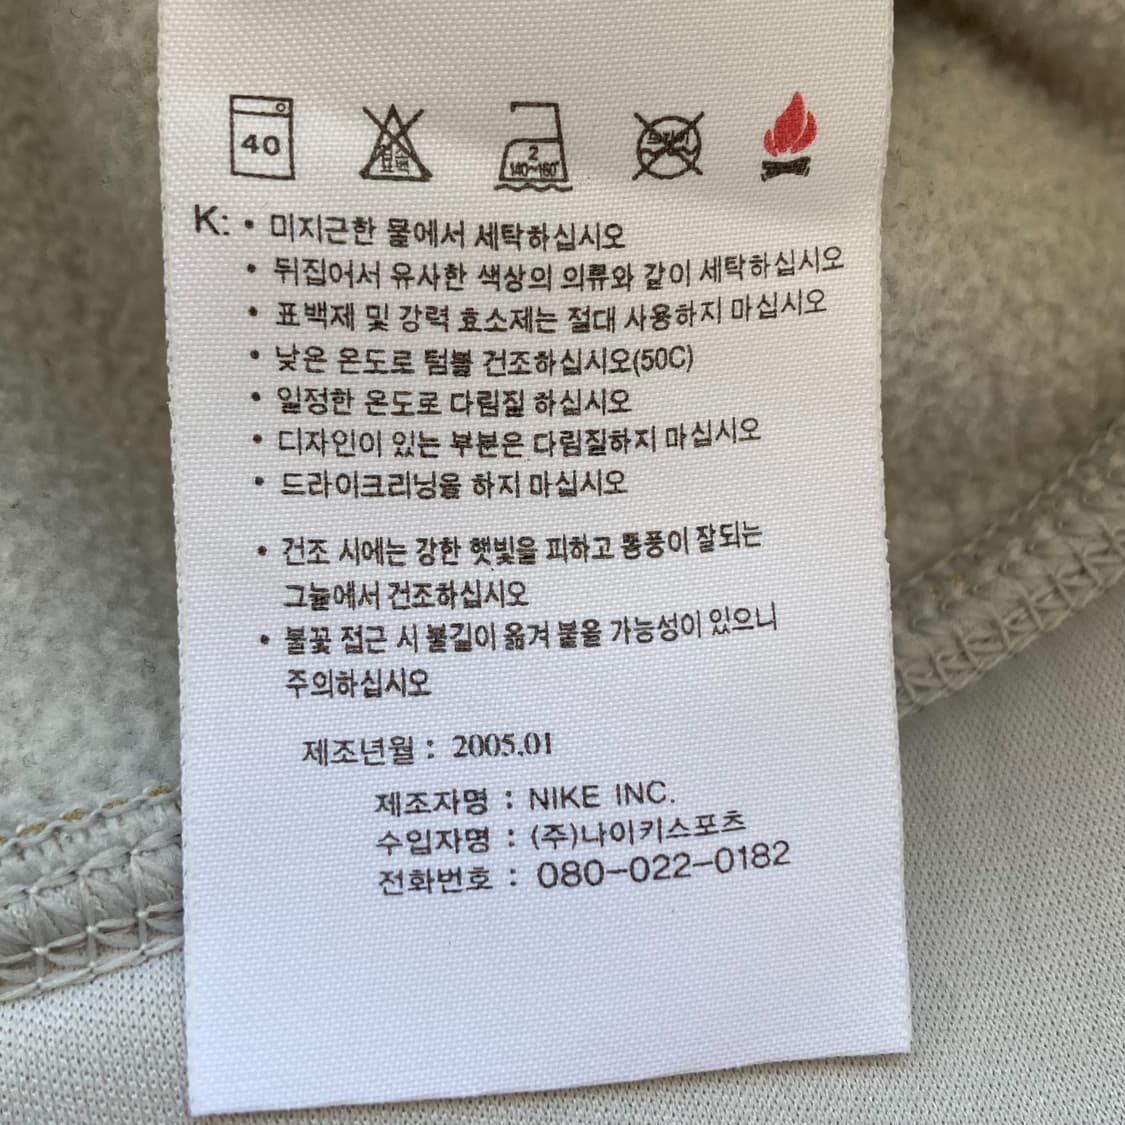 40
표백
2
140~160°
드라이
K: • 미지근한 물에서 세탁하십시오
• 뒤집어서 유사한 색상의 의류와 같이 세탁하십시오
• 표백제 및 강력 효소제는 절대 사용하지 마십시오
• 낮은 온도로 텀블 건조하십시오(50C)
• 일정한 온도로 다림질 하십시오
• 디자인이 있는 부분은 다림질하지 마십시오
• 드라이크리닝을 하지 마십시오
• 건조 시에는 강한 햇빛을 피하고 통풍이 잘되는
그늘에서 건조하십시오
• 불꽃 접근 시 불길이 옮겨 붙을 가능성이 있으니
주의하십시오
제조년월 : 2005.01
제조자명 : NIKE INC.
수입자명 : (주)나이키스포츠
전화번호 : 080-022-0182